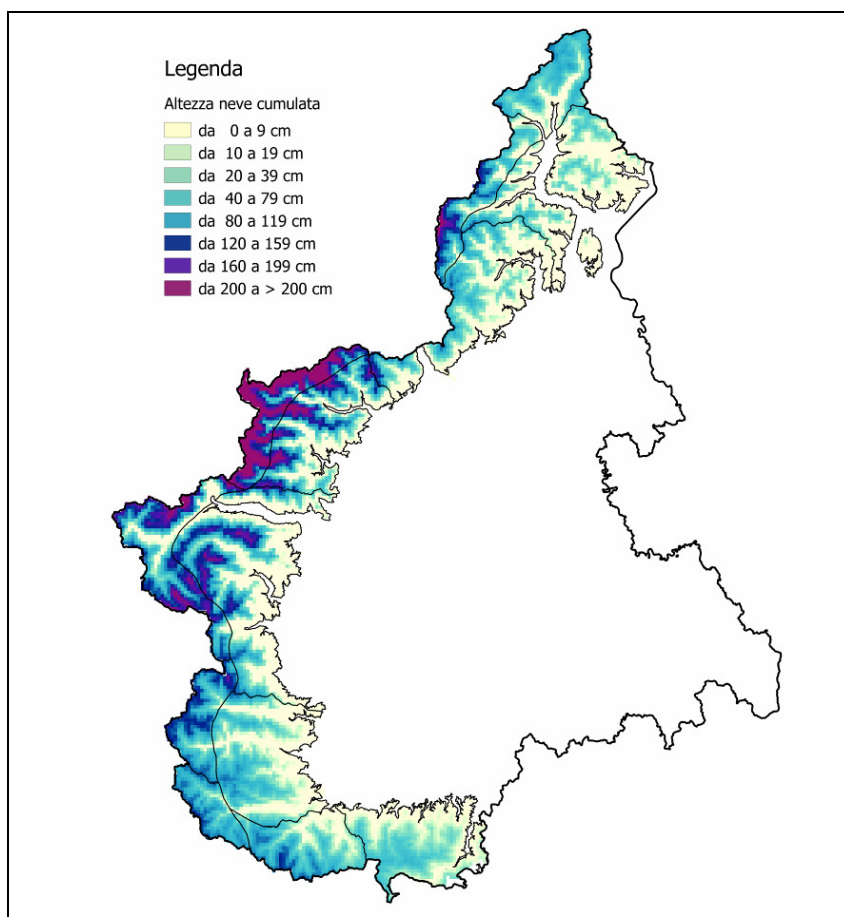 Legenda
Altezza neve cumulata
da 0 a 9 cm
da 10 a 19 cm
da 20 a 39 cm
da 40 a 79 cm
da 80 a 119 cm
da 120 a 159 cm
da 160 a 199 cm
da 200 a > 200 cm